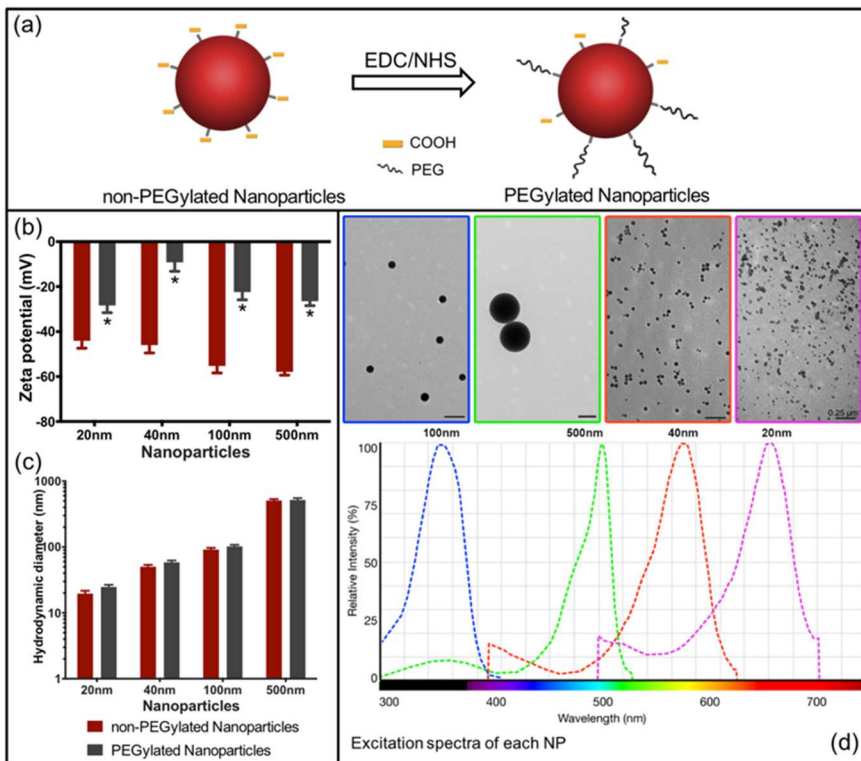 (a)
EDC/NHS
COOH
PEG
non-PEGylated Nanoparticles
PEGylated Nanoparticles
(b)
Zeta potential (mV)
0
-20
-40
-60
-80
*
*
*
*
20nm 40nm 100nm 500nm
Nanoparticles
(c)
Hydrodynamic diameter (nm)
1000
100
10
1
20nm 40nm 100nm 500nm
Nanoparticles
non-PEGylated Nanoparticles
PEGylated Nanoparticles
0.25 µm
100nm 500nm 40nm 20nm
Relative Intensity (%)
100
75
50
25
0
300 400 500 600 700
Wavelength (nm)
Excitation spectra of each NP
(d)